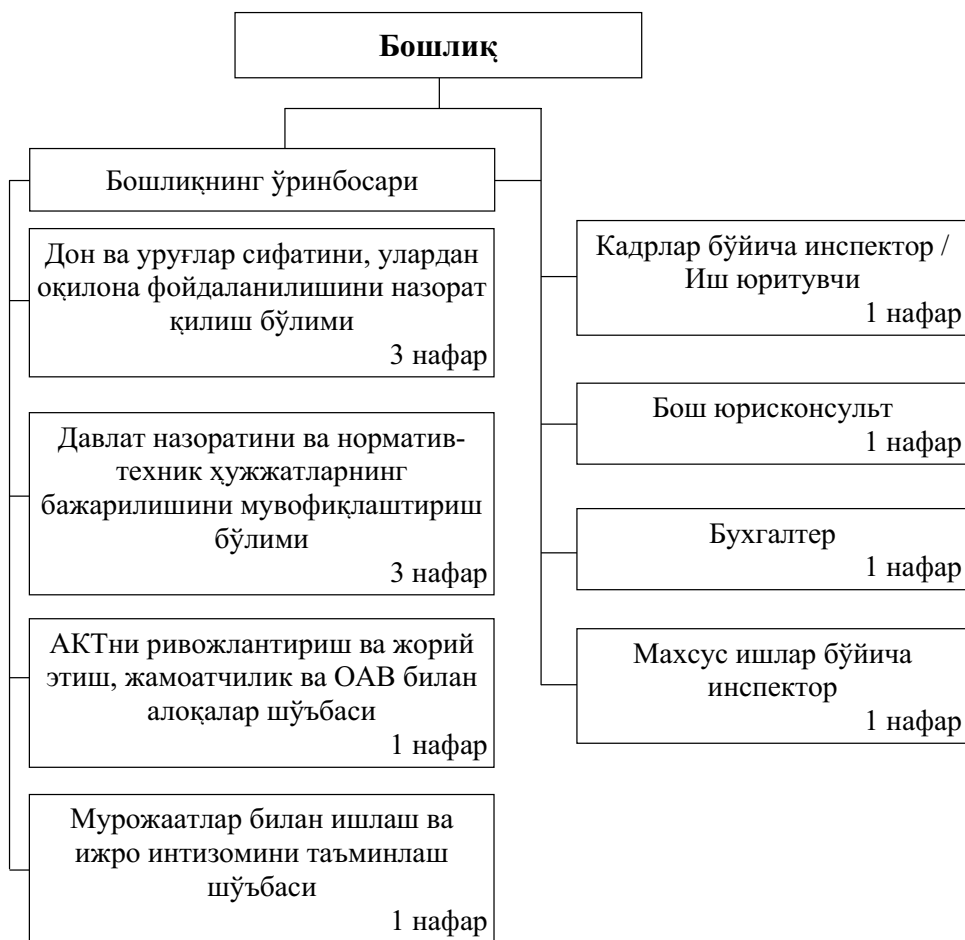 Бошлиқ
Бошлиқнинг ўринбосари
Дон ва уруғлар сифатини, улардан
оқилона фойдаланилишини назорат
қилиш бўлими
3 нафар
Давлат назоратини ва норматив-
техник ҳужжатларнинг
бажарилишини мувофиқлаштириш
бўлими
3 нафар
АКТни ривожлантириш ва жорий
этиш, жамоатчилик ва ОАВ билан
алоқалар шўъбаси
1 нафар
Мурожаатлар билан ишлаш ва
ижро интизомини таъминлаш
шўъбаси
1 нафар
Кадрлар бўйича инспектор /
Иш юритувчи
1 нафар
Бош юрисконсульт
1 нафар
Бухгалтер
1 нафар
Махсус ишлар бўйича
инспектор
1 нафар